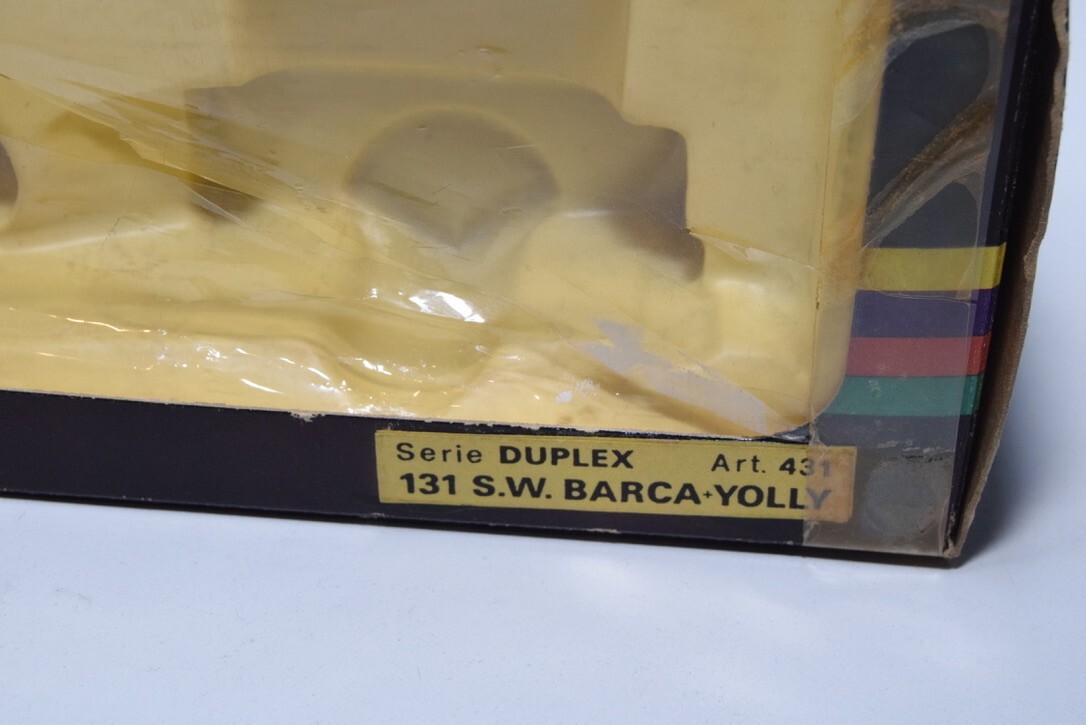 Serie DUPLEX Art. 431
131 S.W. BARCA+YOLLY